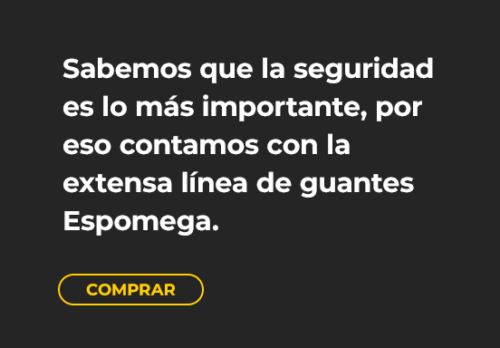 Sabemos que la seguridad
es lo más importante, por
eso contamos con la
extensa línea de guantes
Espomega.
COMPRAR